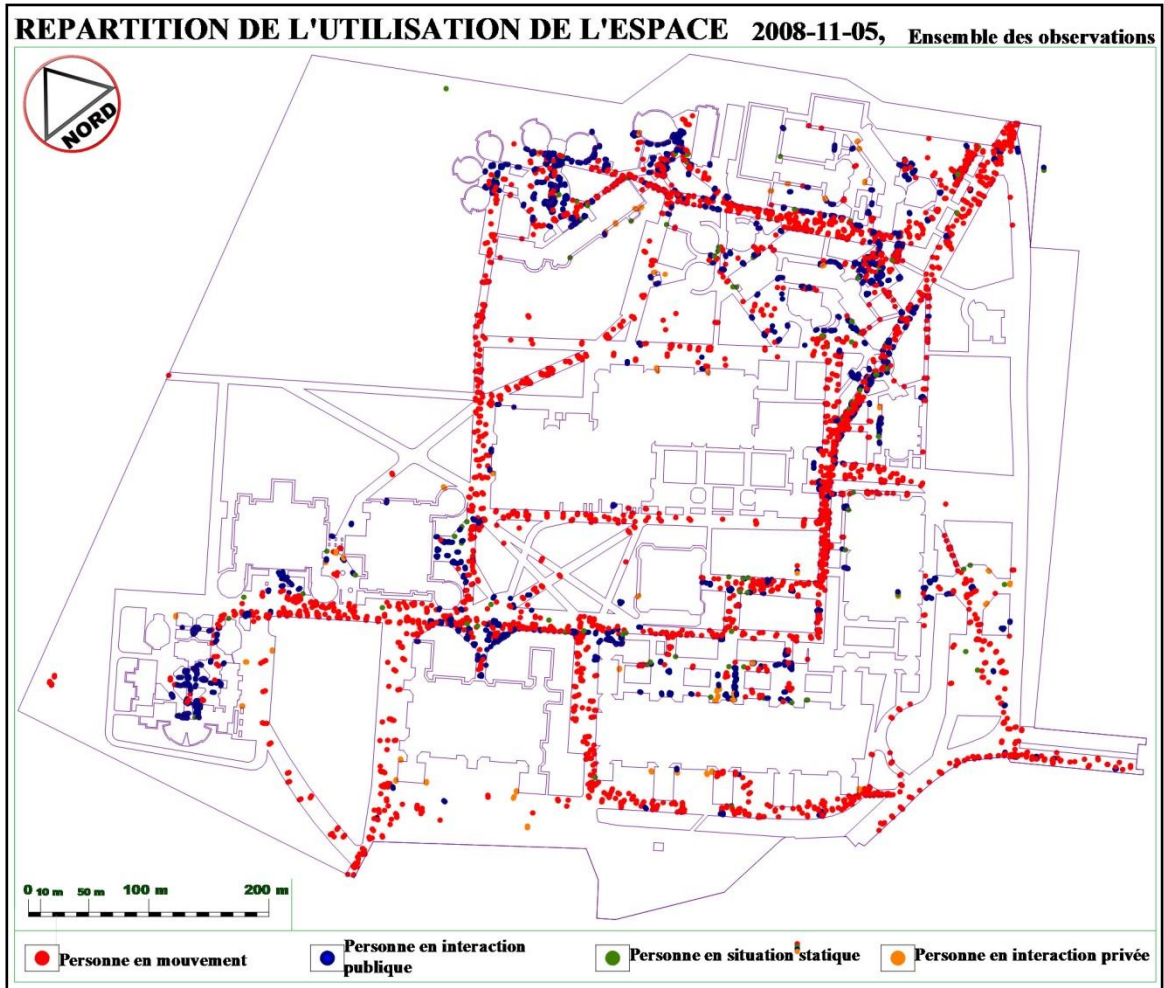 REPARTITION DE L'UTILISATION DE L'ESPACE 2008-11-05, Ensemble des observations
NORD
0 10 m 50 m 100 m 200 m
Personne en mouvement
Personne en interaction
publique
Personne en situation statique
Personne en interaction privée